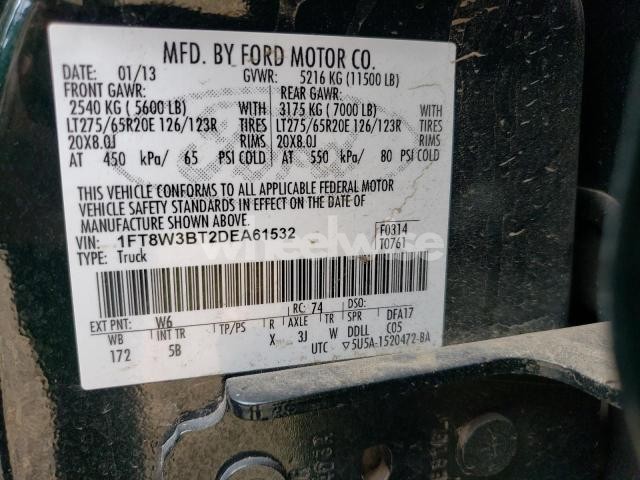 MFD. BY FORD MOTOR CO.
DATE: 01/13 GVWR: 5216 KG (11500 LB)
FRONT GAWR: REAR GAWR:
2540 KG ( 5600 LB) WITH 3175 KG ( 7000 LB) WITH
LT275/65R20E 126/123R TIRES LT275/65R20E 126/123R TIRES
20X8.0J RIMS 20X8.0J RIMS
AT 450 kPa/ 65 PSI COLD AT 550 kPa/ 80 PSI COLD
THIS VEHICLE CONFORMS TO ALL APPLICABLE FEDERAL MOTOR
VEHICLE SAFETY STANDARDS IN EFFECT ON THE DATE OF
MANUFACTURE SHOWN ABOVE.
VIN: 1FT8W3BT2DEA61532 F0314
TYPE: Truck T0761
wheelwise
RC: 74 DSO:
EXT PNT: W6
WB INT TR TP/PS R AXLE TR SPR DFA17
172 5B X 3J W DDLL C05
UTC ▽5U5A-1520472-BA